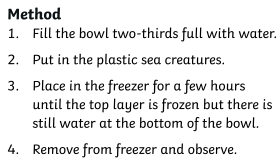 Method
1. Fill the bowl two-thirds full with water.
2. Put in the plastic sea creatures.
3. Place in the freezer for a few hours
until the top layer is frozen but there is
still water at the bottom of the bowl.
4. Remove from freezer and observe.